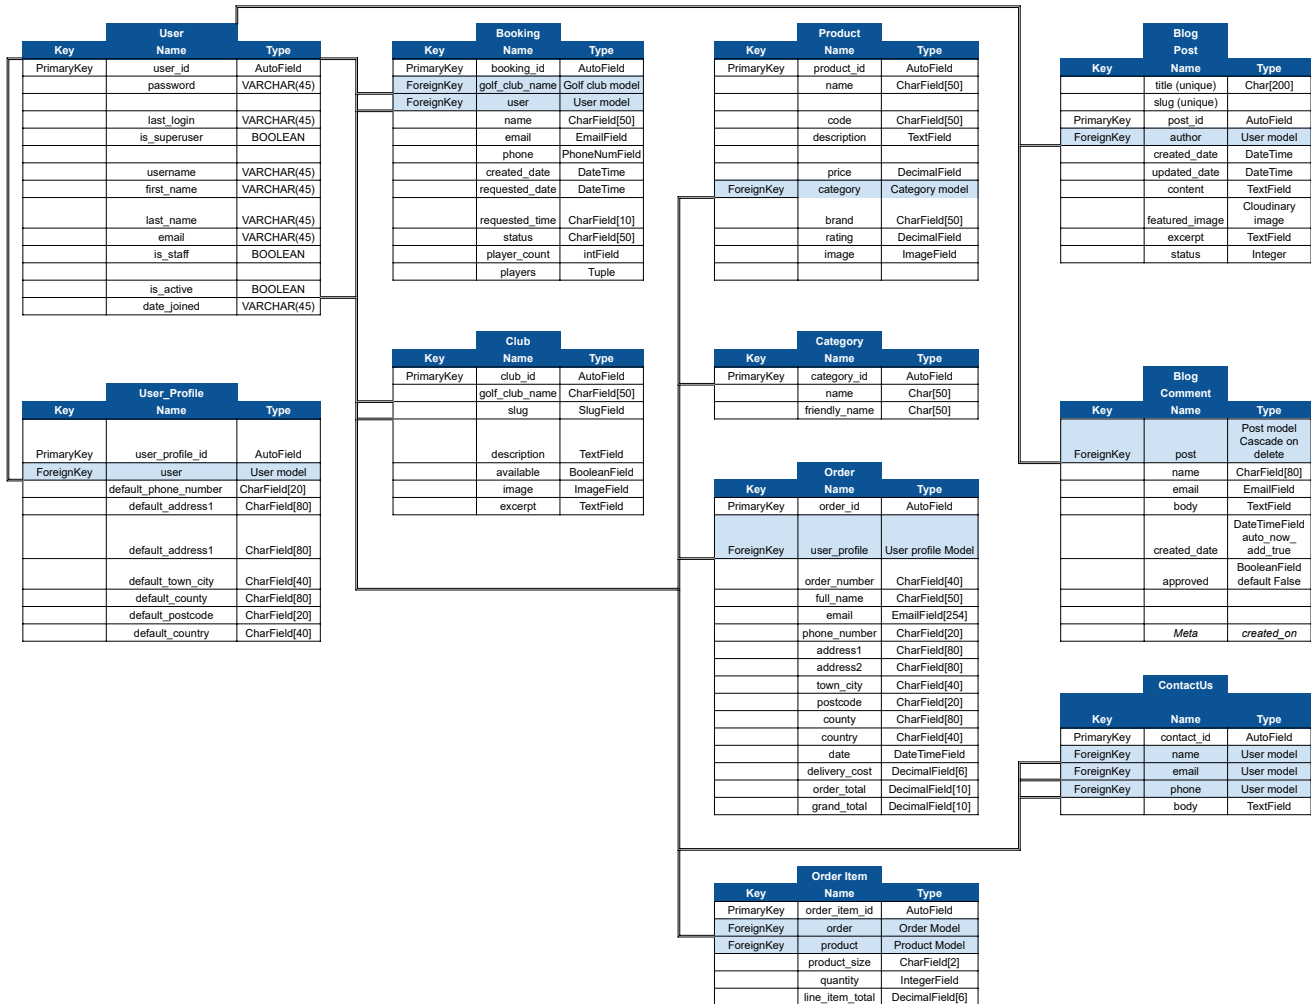 User
Key Name Type
PrimaryKey user_id AutoField
password VARCHAR(45)
last_login VARCHAR(45)
is_superuser BOOLEAN
username VARCHAR(45)
first_name VARCHAR(45)
last_name VARCHAR(45)
email VARCHAR(45)
is_staff BOOLEAN
is_active BOOLEAN
date_joined VARCHAR(45)
User_Profile
Key Name Type
PrimaryKey user_profile_id AutoField
ForeignKey user User model
default_phone_number CharField[20]
default_address1 CharField[80]
default_address1 CharField[80]
default_town_city CharField[40]
default_county CharField[80]
default_postcode CharField[20]
default_country CharField[40]
Booking
Key Name Type
PrimaryKey booking_id AutoField
ForeignKey golf_club_name Golf club model
ForeignKey user User model
name CharField[50]
email EmailField
phone PhoneNumField
created_date DateTime
requested_date DateTime
requested_time CharField[10]
status CharField[50]
player_count intField
players Tuple
Club
Key Name Type
PrimaryKey club_id AutoField
golf_club_name CharField[50]
slug SlugField
description TextField
available BooleanField
image ImageField
excerpt TextField
Product
Key Name Type
PrimaryKey product_id AutoField
name CharField[50]
code CharField[50]
description TextField
price DecimalField
ForeignKey category Category model
brand CharField[50]
rating DecimalField
image ImageField
Category
Key Name Type
PrimaryKey category_id AutoField
name Char[50]
friendly_name Char[50]
Order
Key Name Type
PrimaryKey order_id AutoField
ForeignKey user_profile User profile Model
order_number CharField[40]
full_name CharField[50]
email EmailField[254]
phone_number CharField[20]
address1 CharField[80]
address2 CharField[80]
town_city CharField[40]
postcode CharField[20]
county CharField[80]
country CharField[40]
date DateTimeField
delivery_cost DecimalField[6]
order_total DecimalField[10]
grand_total DecimalField[10]
Order Item
Key Name Type
PrimaryKey order_item_id AutoField
ForeignKey order Order Model
ForeignKey product Product Model
product_size CharField[2]
quantity IntegerField
line_item_total DecimalField[6]
Blog
Post
Key Name Type
title (unique) Char[200]
slug (unique)
PrimaryKey post_id AutoField
ForeignKey author User model
created_date DateTime
updated_date DateTime
content TextField
Cloudinary
featured_image image
excerpt TextField
status Integer
Blog
Comment
Key Name Type
Post model
Cascade on
ForeignKey post delete
name CharField[80]
email EmailField
body TextField
DateTimeField
auto_now_
created_date add_true
BooleanField
approved default False
Meta created_on
ContactUs
Key Name Type
PrimaryKey contact_id AutoField
ForeignKey name User model
ForeignKey email User model
ForeignKey phone User model
body TextField